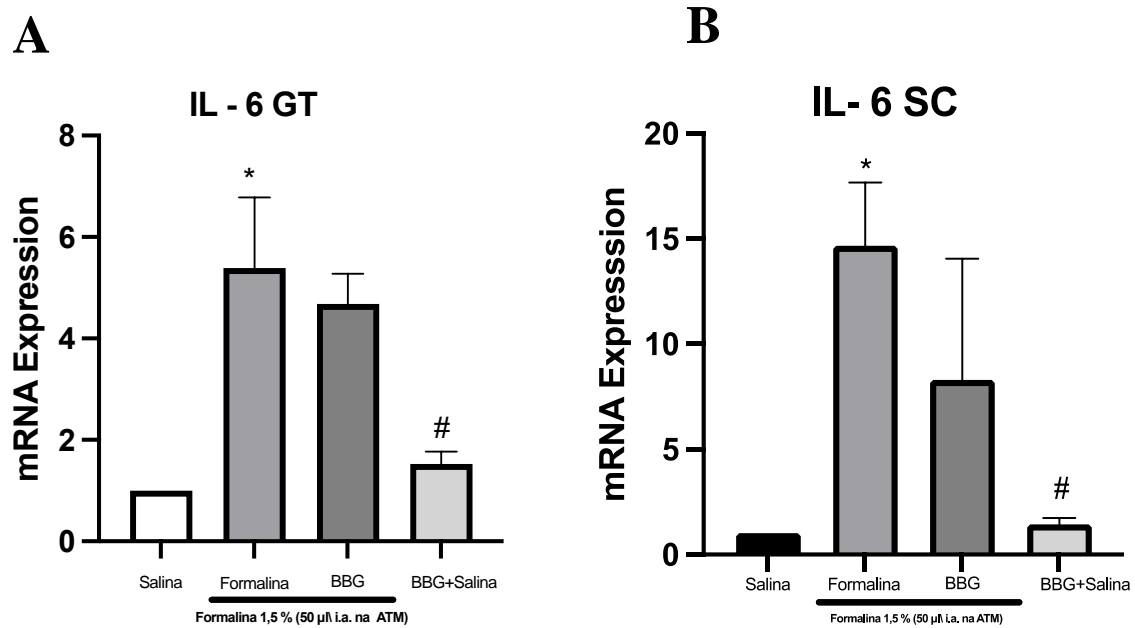 A
IL - 6 GT
mRNA Expression
8
6
4
2
0
*
#
Salina
Formalina
BBG
BBG+Salina
Formalina 1,5 % (50 µl\ i.a. na ATM)
B
IL- 6 SC
mRNA Expresssion
20
15
10
5
0
*
#
Salina
Formalina
BBG
BBG+Salina
Formalina 1,5 % (50 µl\ i.a. na ATM)